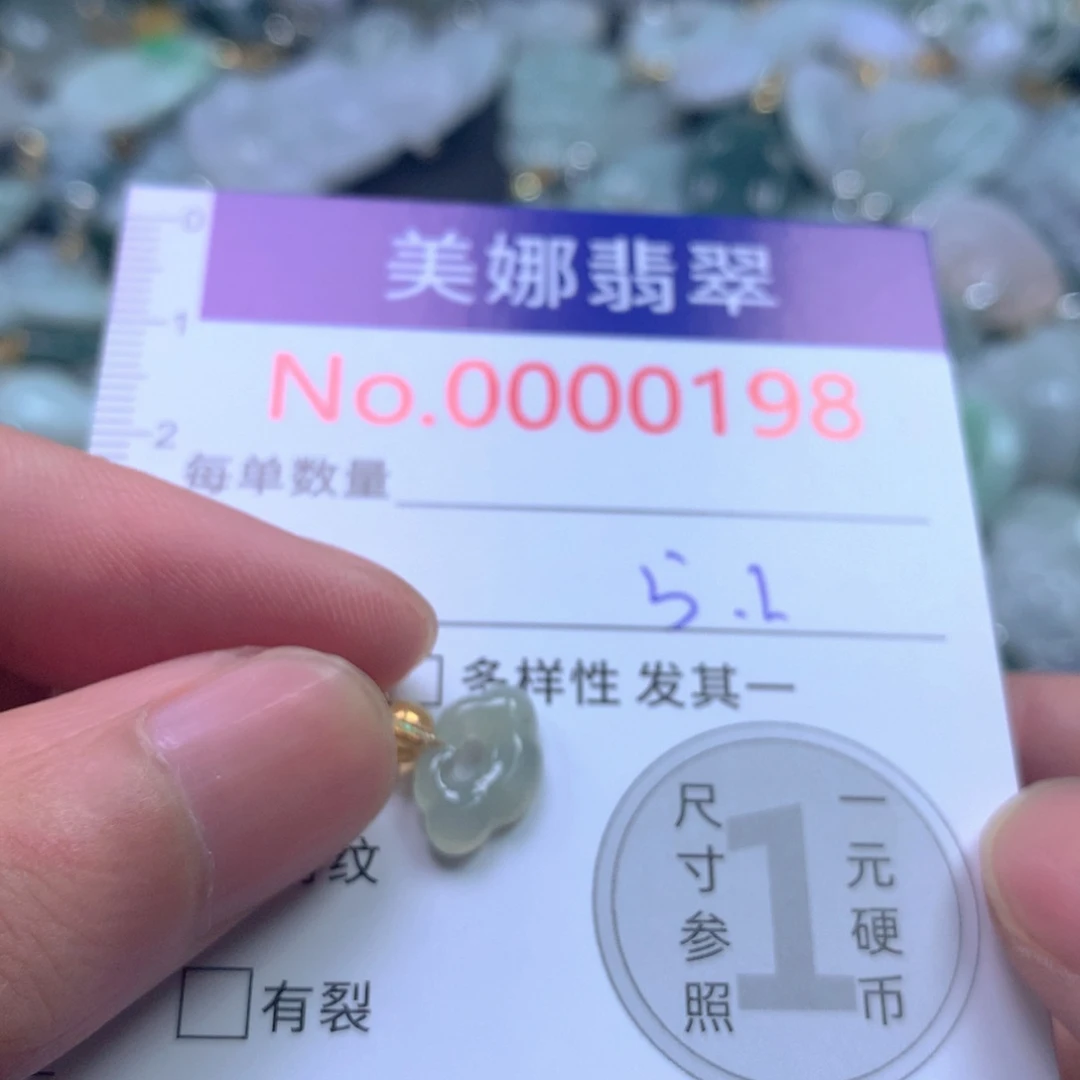 美娜翡翠
0
1
2
No.0000198
每单数量
5.1
多样性 发其一
纹
有裂
尺寸参照
1
一元硬币